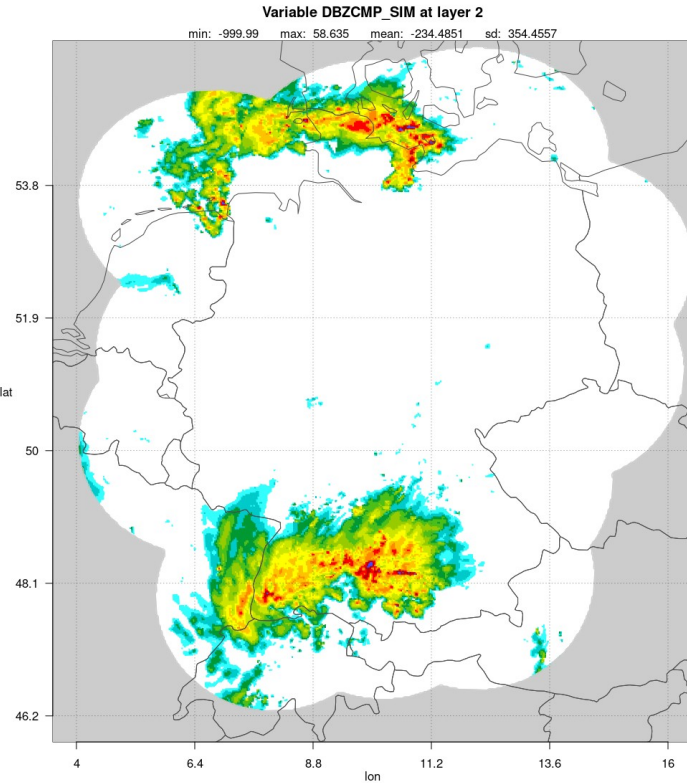 Variable DBZCMP_SIM at layer 2
min: -999.99 max: 58.635 mean: -234.4851 sd: 354.4557
53.8
51.9
lat
50
48.1
46.2
4 6.4 8.8 11.2 13.6 16
lon